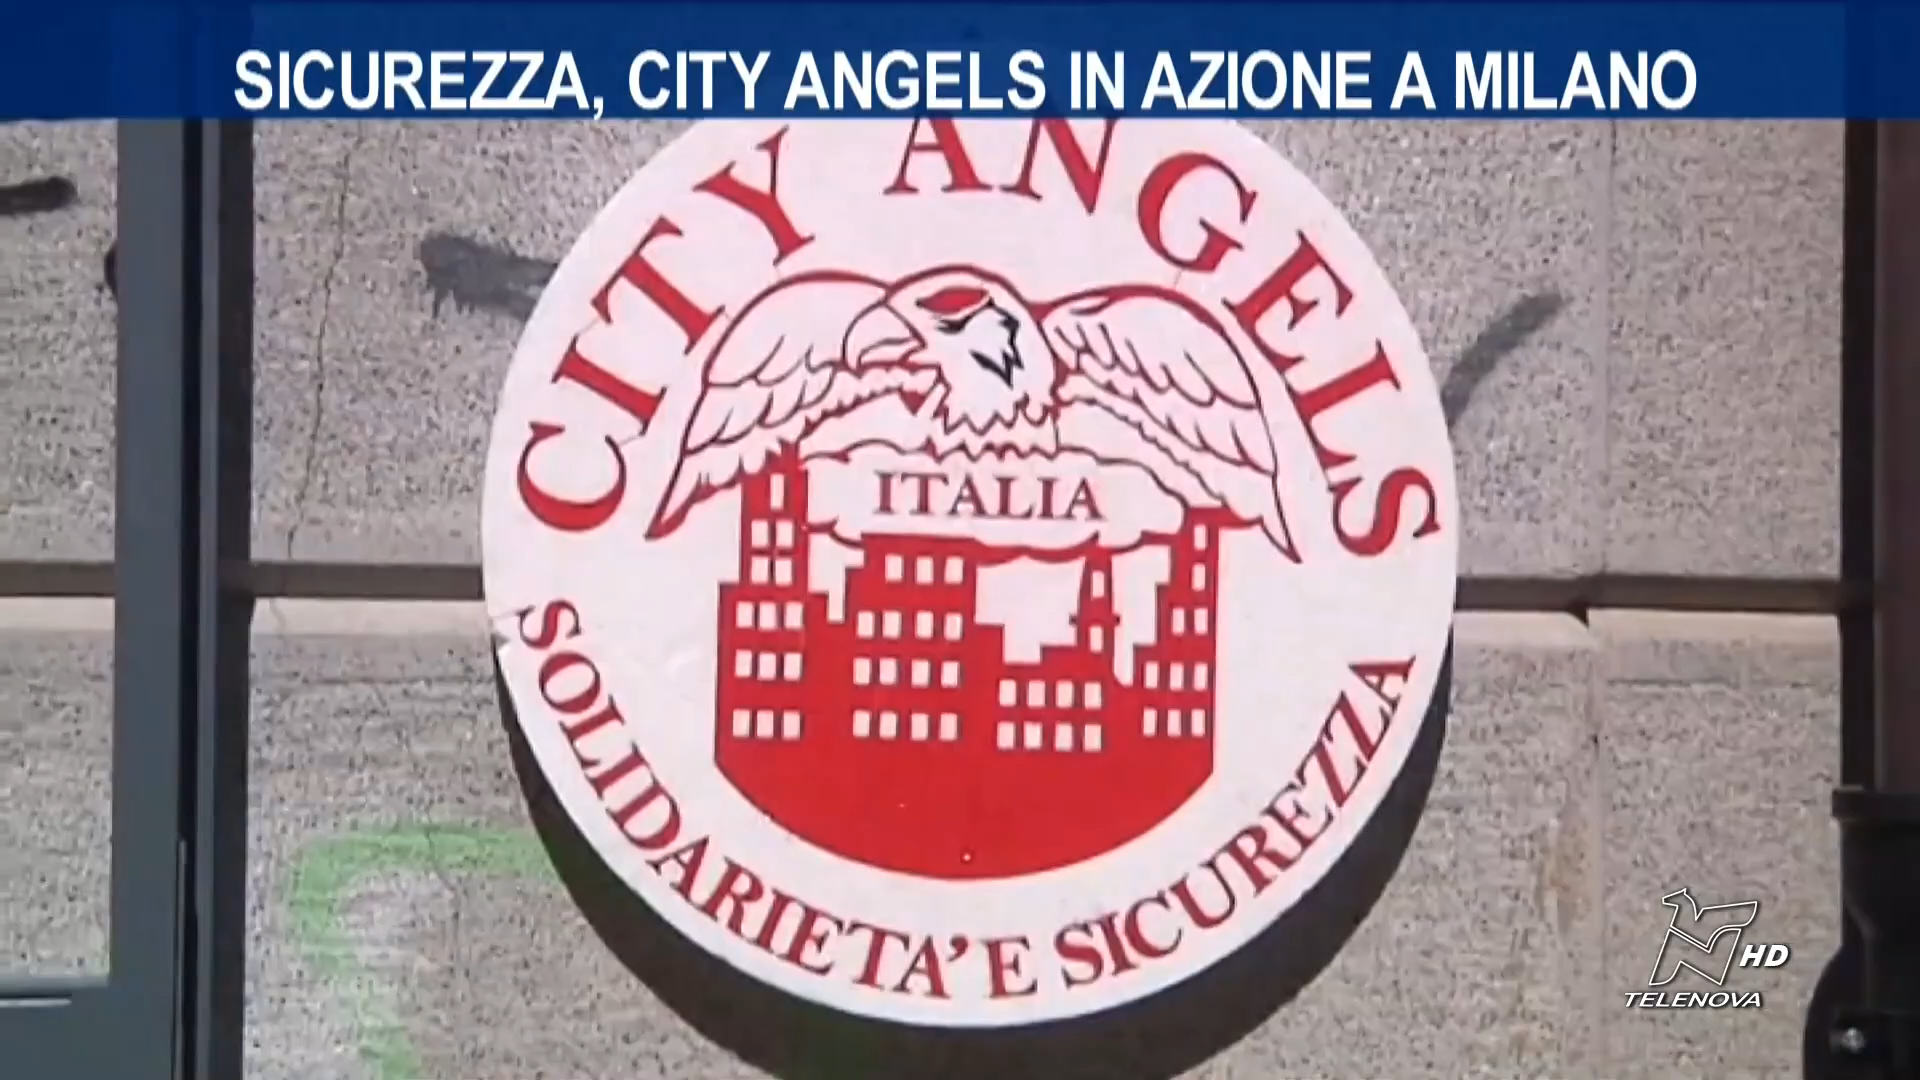 SICUREZZA, CITY ANGELS IN AZIONE A MILANO
CITY ANGELS
ITALIA
SOLIDARIETA' E SICUREZZA
HD
TELENOVA